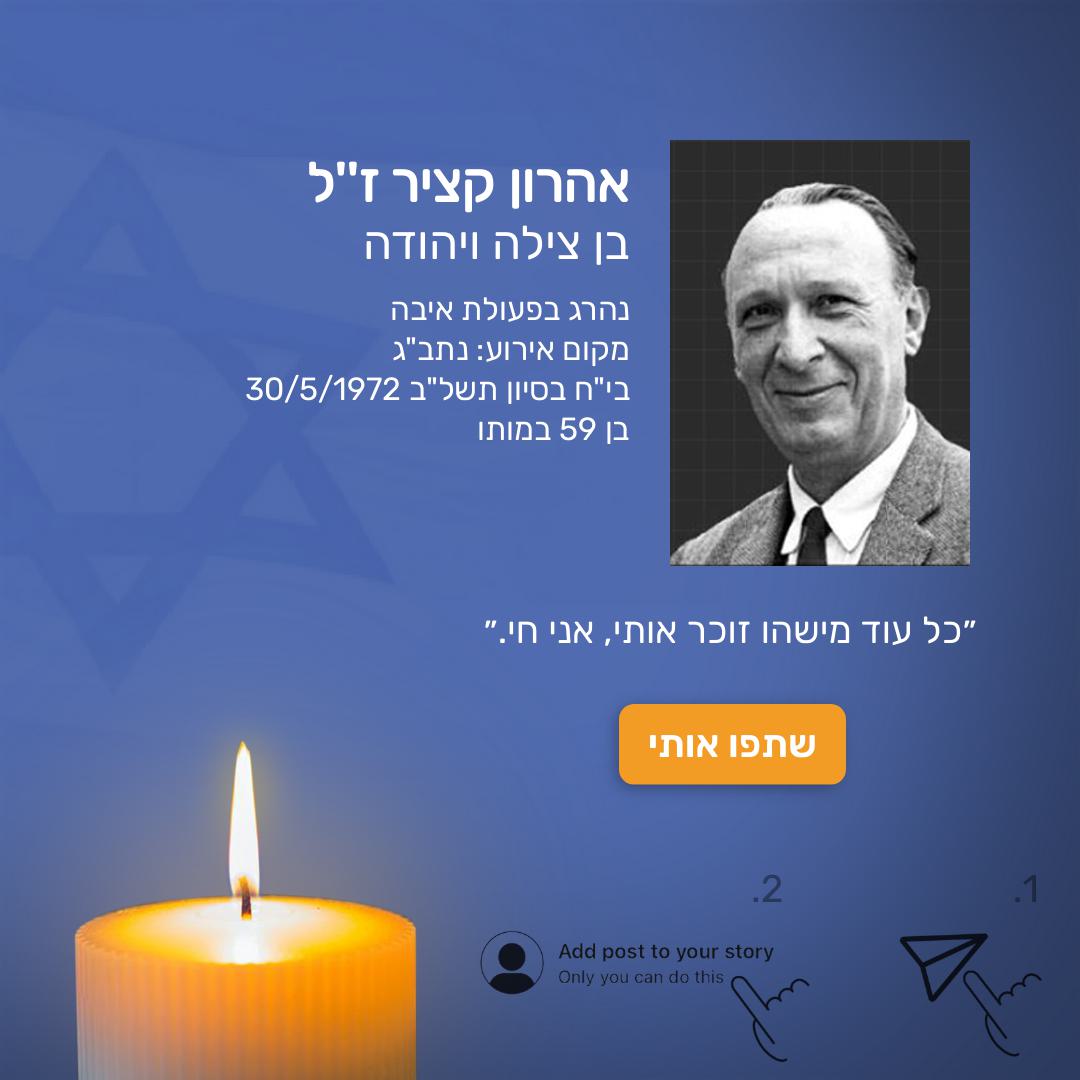 אהרון קציר ז"ל
בן צילה ויהודה
נהרג בפעולת איבה
מקום אירוע: נתב"ג
בי"ח בסיון תשל"ב 30/5/1972
בן 59 במותו
"כל עוד מישהו זוכר אותי, אני חי."
שתפו אותי
1.
2.
Add post to your story
Only you can do this